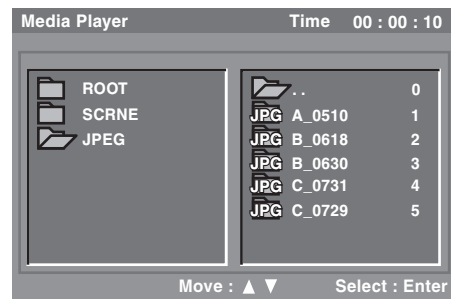 Media Player Time 00 : 00 : 10
ROOT
SCRNE
JPEG
. . 0
JPG A_0510 1
JPG B_0618 2
JPG B_0630 3
JPG C_0731 4
JPG C_0729 5
Move : ▲ ▼ Select : Enter